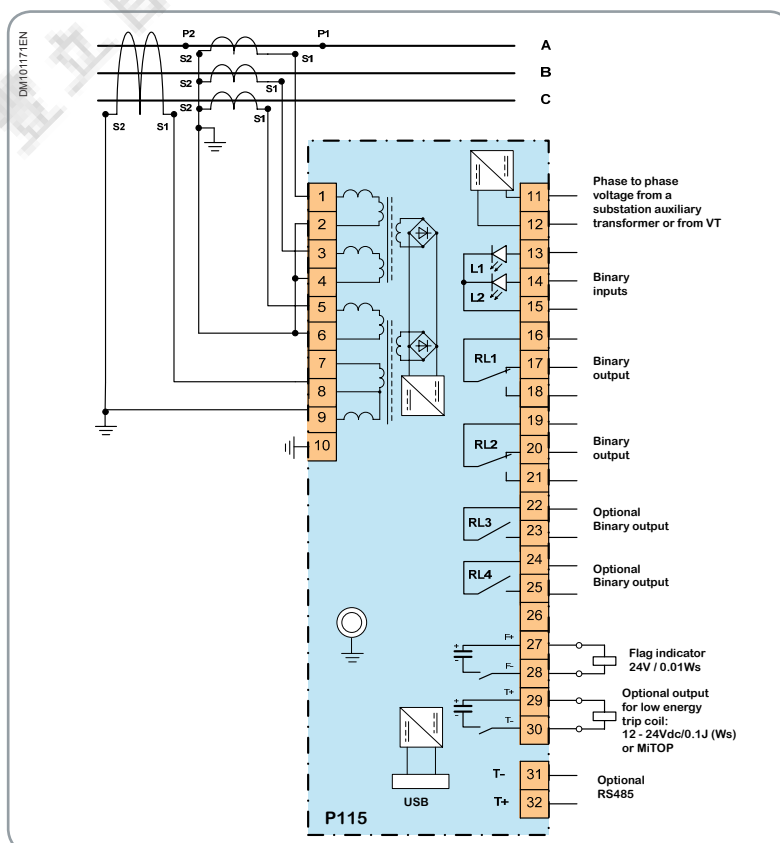 DM101171EN
P2
P1
A
S2
S1
B
S2
S1
C
S2
S1
S2
S1
1
2
3
4
5
6
7
8
9
10
11
12
13
14
15
16
17
18
19
20
21
22
23
24
25
26
27
28
29
30
31
32
L1
L2
RL1
RL2
RL3
RL4
F+
F-
T+
T-
+
-
+
-
T-
T+
USB
P115
Phase to phase
voltage from a
substation auxiliary
transformer or from VT
Binary
inputs
Binary
output
Binary
output
Optional
Binary output
Optional
Binary output
Flag indicator
24V / 0.01Ws
Optional output
for low energy
trip coil:
12 - 24Vdc/0.1J (Ws)
or MiTOP
Optional
RS485